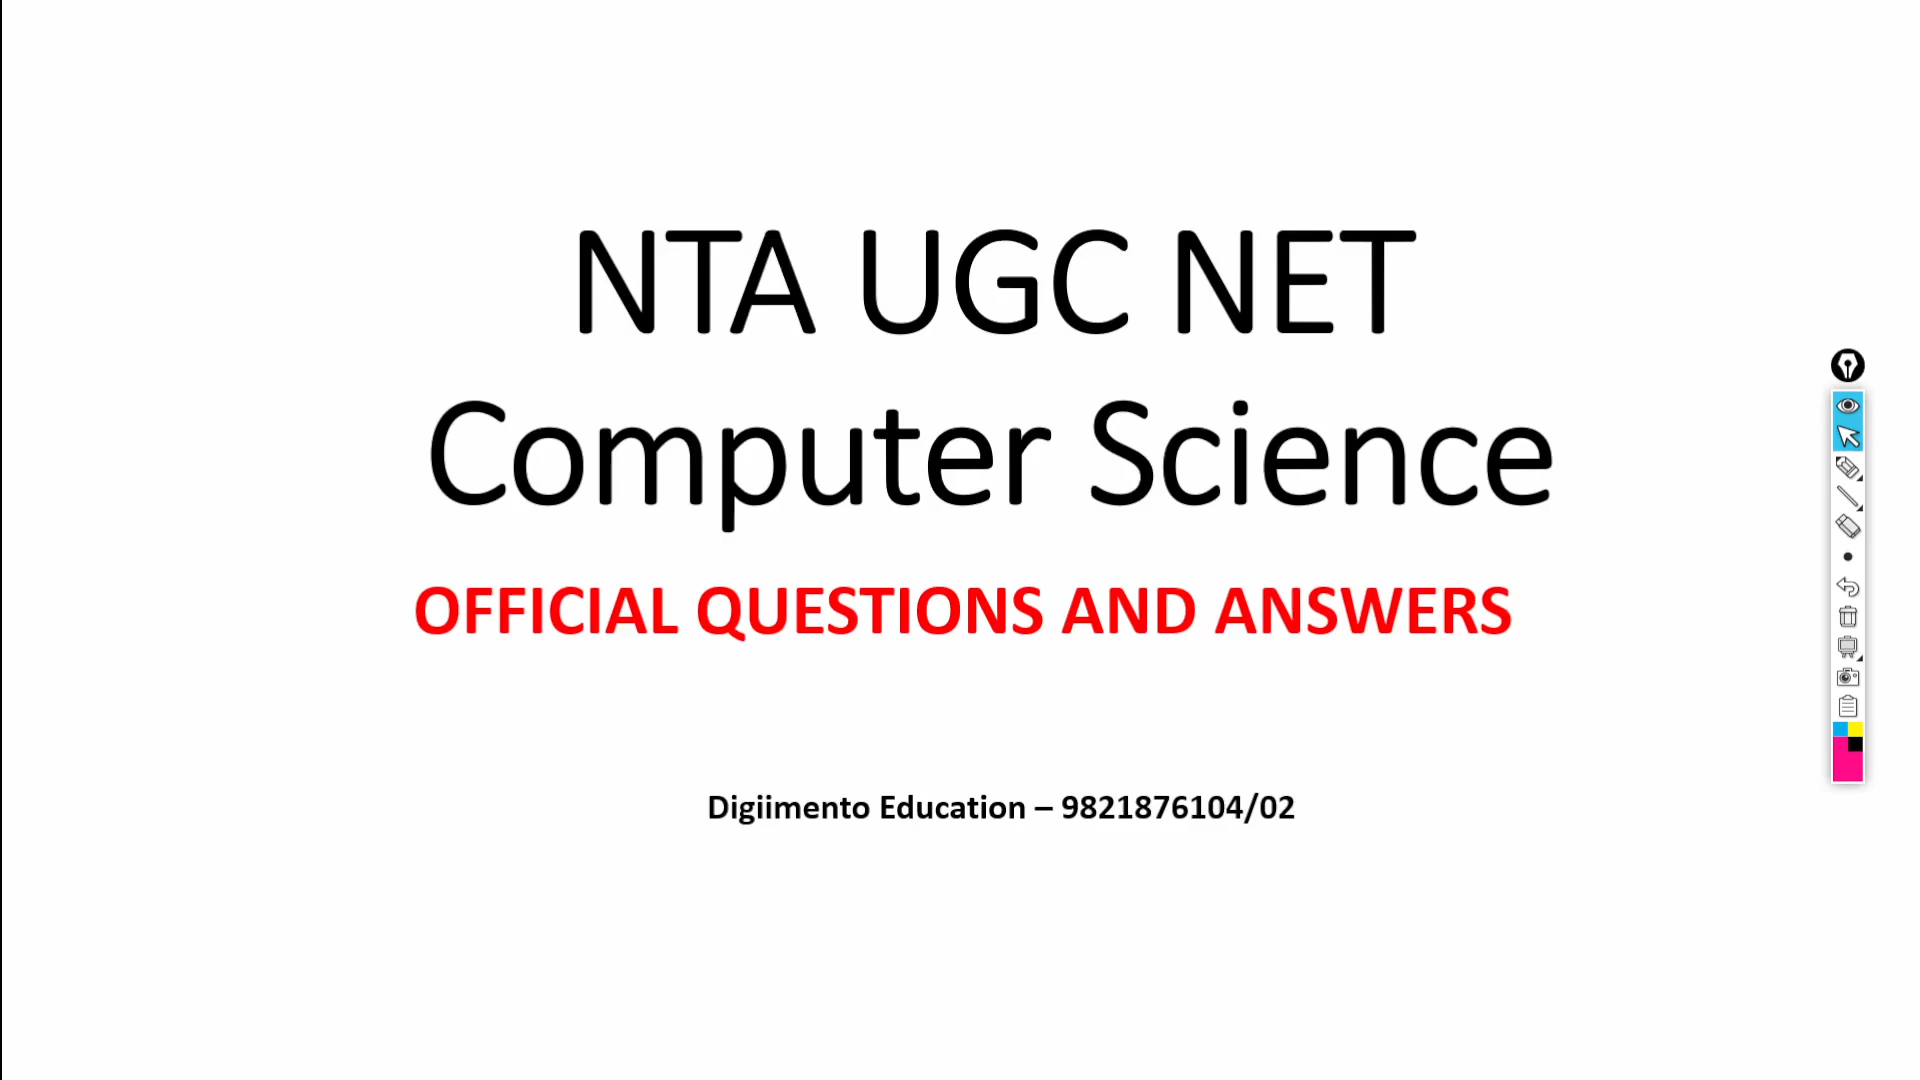 NTA UGC NET
Computer Science
OFFICIAL QUESTIONS AND ANSWERS
Digiimento Education – 9821876104/02